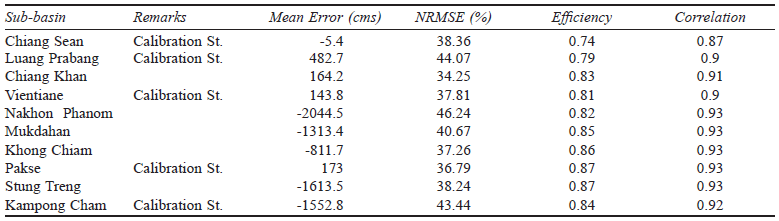 Sub-basin Remarks Mean Error (cms) NRMSE (%) Efficiency Correlation
Chiang Sean Calibration St. -5.4 38.36 0.74 0.87
Luang Prabang Calibration St. 482.7 44.07 0.79 0.9
Chiang Khan 164.2 34.25 0.83 0.91
Vientiane Calibration St. 143.8 37.81 0.81 0.9
Nakhon Phanom -2044.5 46.24 0.82 0.93
Mukdahan -1313.4 40.67 0.85 0.93
Khong Chiam -811.7 37.26 0.86 0.93
Pakse Calibration St. 173 36.79 0.87 0.93
Stung Treng -1613.5 38.24 0.87 0.93
Kampong Cham Calibration St. -1552.8 43.44 0.84 0.92